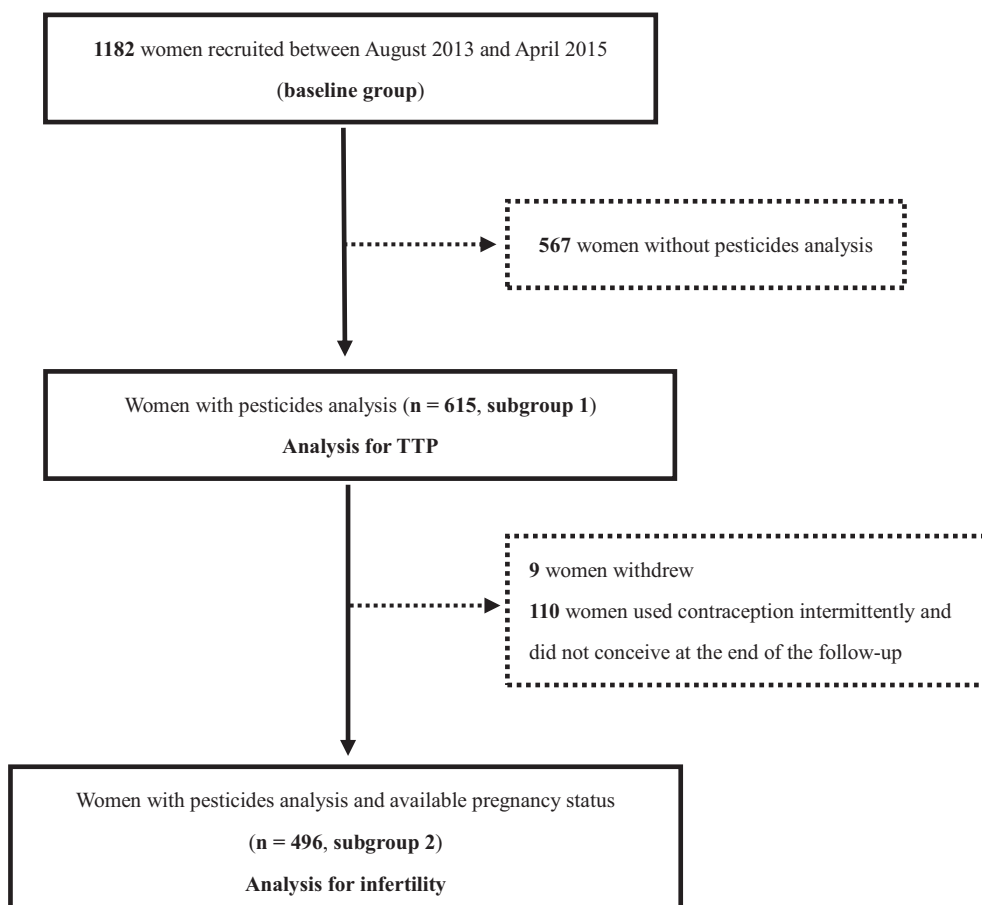 1182 women recruited between August 2013 and April 2015
(baseline group)
567 women without pesticides analysis
Women with pesticides analysis (n = 615, subgroup 1)
Analysis for TTP
9 women withdrew
110 women used contraception intermittently and
did not conceive at the end of the follow-up
Women with pesticides analysis and available pregnancy status
(n = 496, subgroup 2)
Analysis for infertility